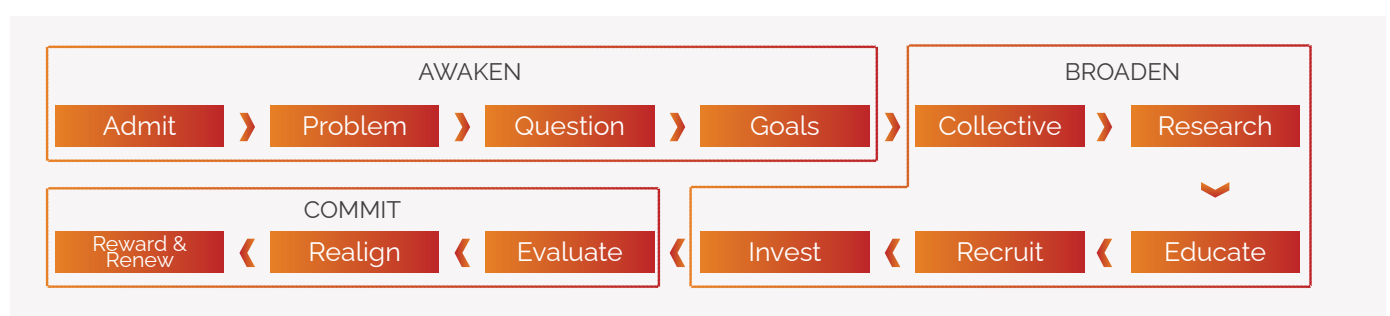 AWAKEN
BROADEN
Admit
Problem
Question
Goals
Collective
Research
COMMIT
Reward &
Renew
Realign
Evaluate
Invest
Recruit
Educate